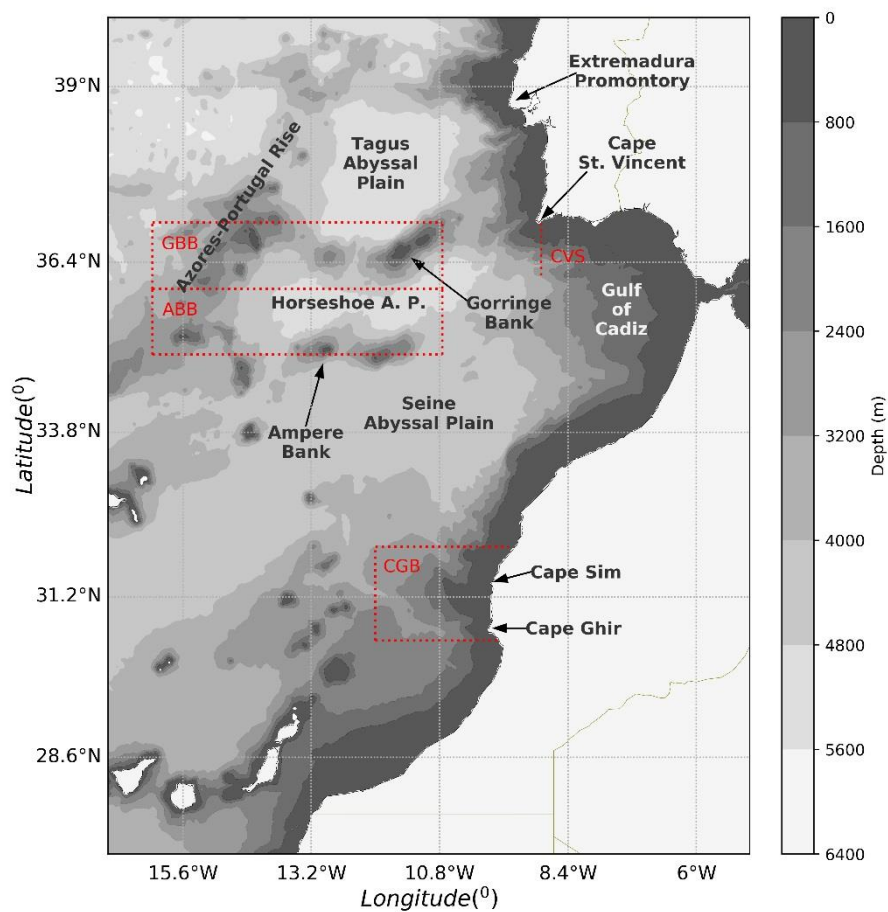 Extremadura
Promontory
39°N
Tagus
Abyssal
Plain
Cape
St. Vincent
Azores-Portugal Rise
GBB
CVS
36.4°N
ABB
Horseshoe A. P.
Gorringe
Bank
Gulf
of
Cadiz
Seine
Abyssal Plain
33.8°N
Ampere
Bank
CGB
Cape Sim
31.2°N
Cape Ghir
28.6°N
Latitude(⁰)
15.6°W
13.2°W
10.8°W
8.4°W
6°W
Longitude(⁰)
0
800
1600
2400
3200
4000
4800
5600
6400
Depth (m)